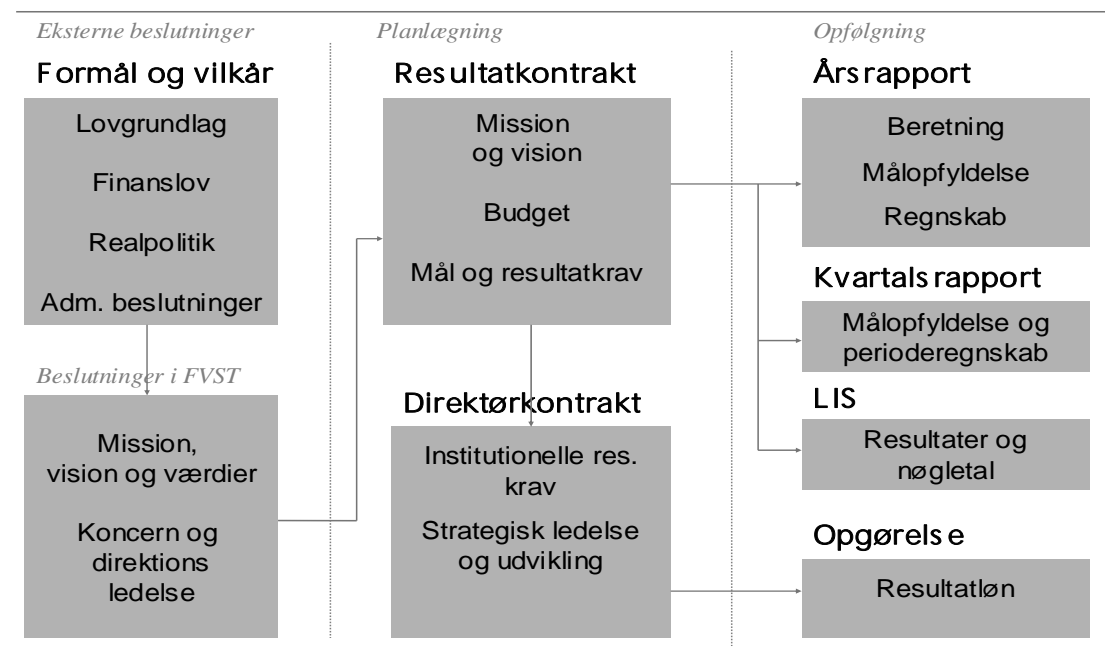 Eksterne beslutninger
Formål og vilkår
Lovgrundlag
Finanslov
Realpolitik
Adm. beslutninger
Beslutninger i FVST
Mission,
vision og værdier
Koncern og
direktions
ledelse
Planlægning
Resultatkontrakt
Mission
og vision
Budget
Mål og resultatkrav
Direktørkontrakt
Institutionelle res.
krav
Strategisk ledelse
og udvikling
Opfølgning
Årsrapport
Beretning
Målopfyldelse
Regnskab
Kvartalsrapport
Målopfyldelse og
perioderegnskab
LIS
Resultater og
nøgletal
Opgørelse
Resultatløn